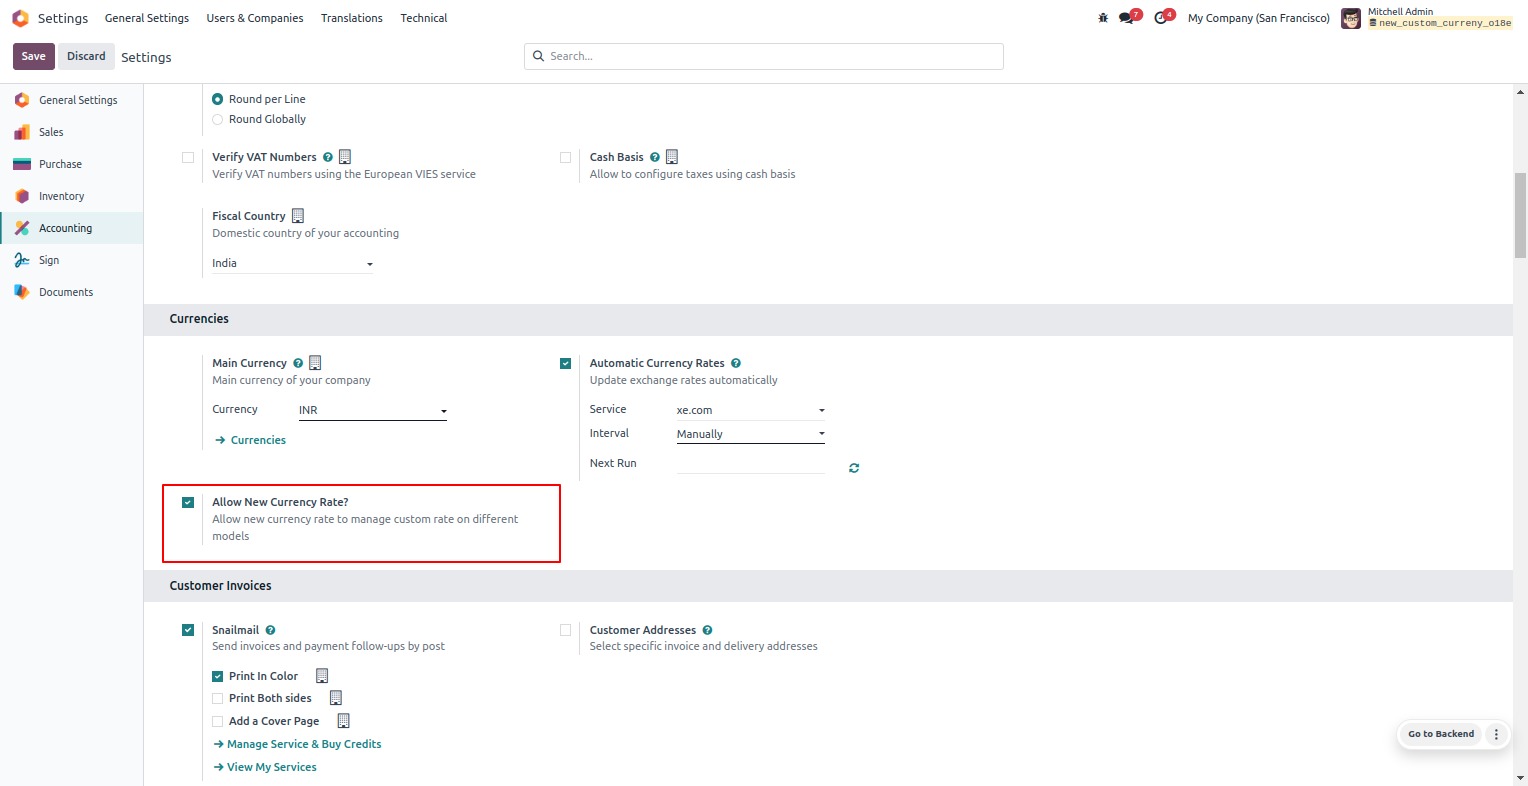 Settings
General Settings
Users & Companies
Translations
Technical
7
4
My Company (San Francisco)
Mitchell Admin
new_custom_curreny_o18e
Save
Discard
Settings
Search...
General Settings
Sales
Purchase
Inventory
Accounting
Sign
Documents
Round per Line
Round Globally
Verify VAT Numbers ?
Verify VAT numbers using the European VIES service
Cash Basis ?
Allow to configure taxes using cash basis
Fiscal Country
Domestic country of your accounting
India
Currencies
Main Currency ?
Main currency of your company
Currency INR
Currencies
Automatic Currency Rates ?
Update exchange rates automatically
Service xe.com
Interval Manually
Next Run
Allow New Currency Rate?
Allow new currency rate to manage custom rate on different
models
Customer Invoices
Snailmail ?
Send invoices and payment follow-ups by post
Print In Color
Print Both sides
Add a Cover Page
Manage Service & Buy Credits
View My Services
Customer Addresses ?
Select specific invoice and delivery addresses
Go to Backend